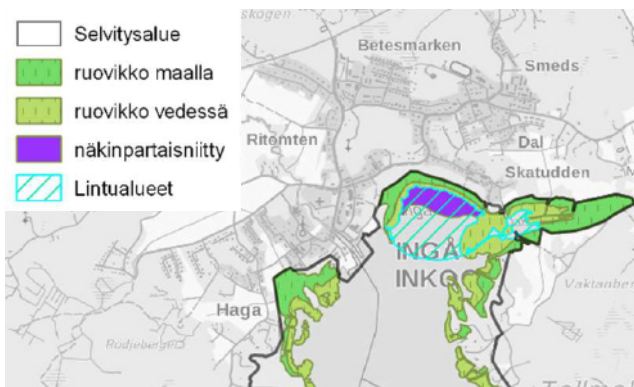 Selvitysalue
ruovikko maalla
ruovikko vedessä
näkinpartaisniitty
Lintualueet
Betesmarken
Smeds
Ritomten
Dal
Skatudden
INGÅ
INKOO
Haga